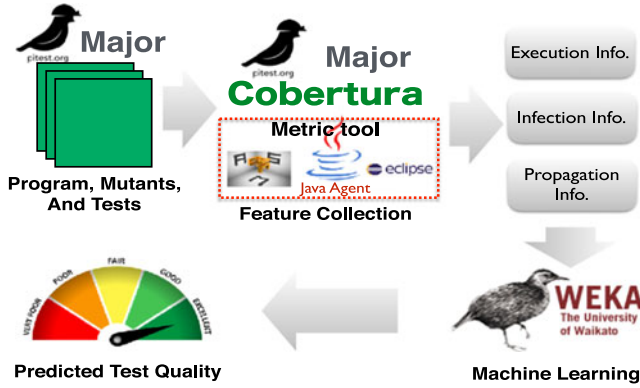 Major
pitest.org
Program, Mutants,
And Tests
Major
pitest.org
Cobertura
Metric tool
ASM
Java Agent
eclipse
Feature Collection
Execution Info.
Infection Info.
Propagation
Info.
WEKA
The University
of Waikato
Machine Learning
VERY POOR
POOR
FAIR
GOOD
EXCELLENT
Predicted Test Quality